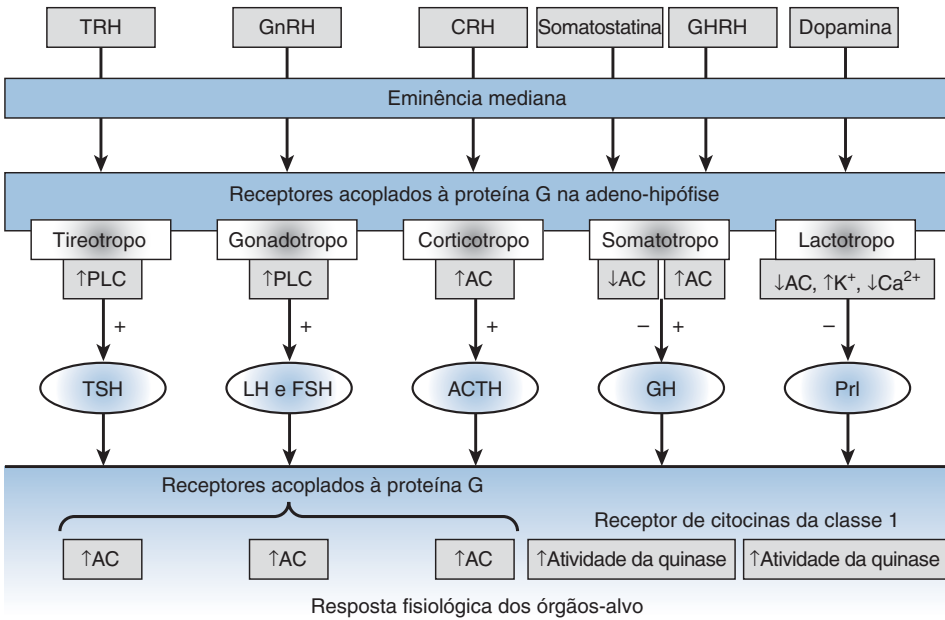 TRH
GnRH
CRH
Somatostatina
GHRH
Dopamina
Eminência mediana
Receptores acoplados à proteína G na adeno-hipófise
Tireotropo
Gonadotropo
Corticotropo
Somatotropo
Lactotropo
↑PLC
↑PLC
↑AC
↓AC
↑AC
↓AC, ↑K⁺, ↓Ca²⁺
+
+
+
–
+
–
TSH
LH e FSH
ACTH
GH
Prl
Receptores acoplados à proteína G
Receptor de citocinas da classe 1
↑AC
↑AC
↑AC
↑Atividade da quinase
↑Atividade da quinase
Resposta fisiológica dos órgãos-alvo